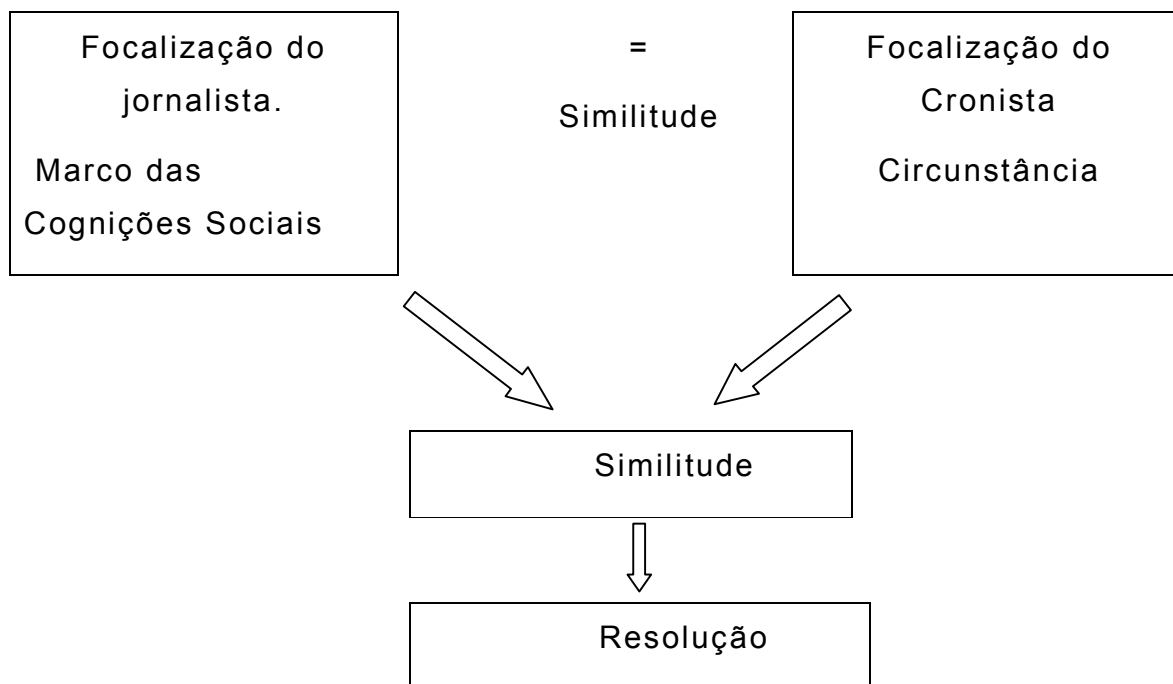 Focalização do
jornalista.
Marco das
Cognições Sociais
=
Similitude
Focalização do
Cronista
Circunstância
Similitude
Resolução